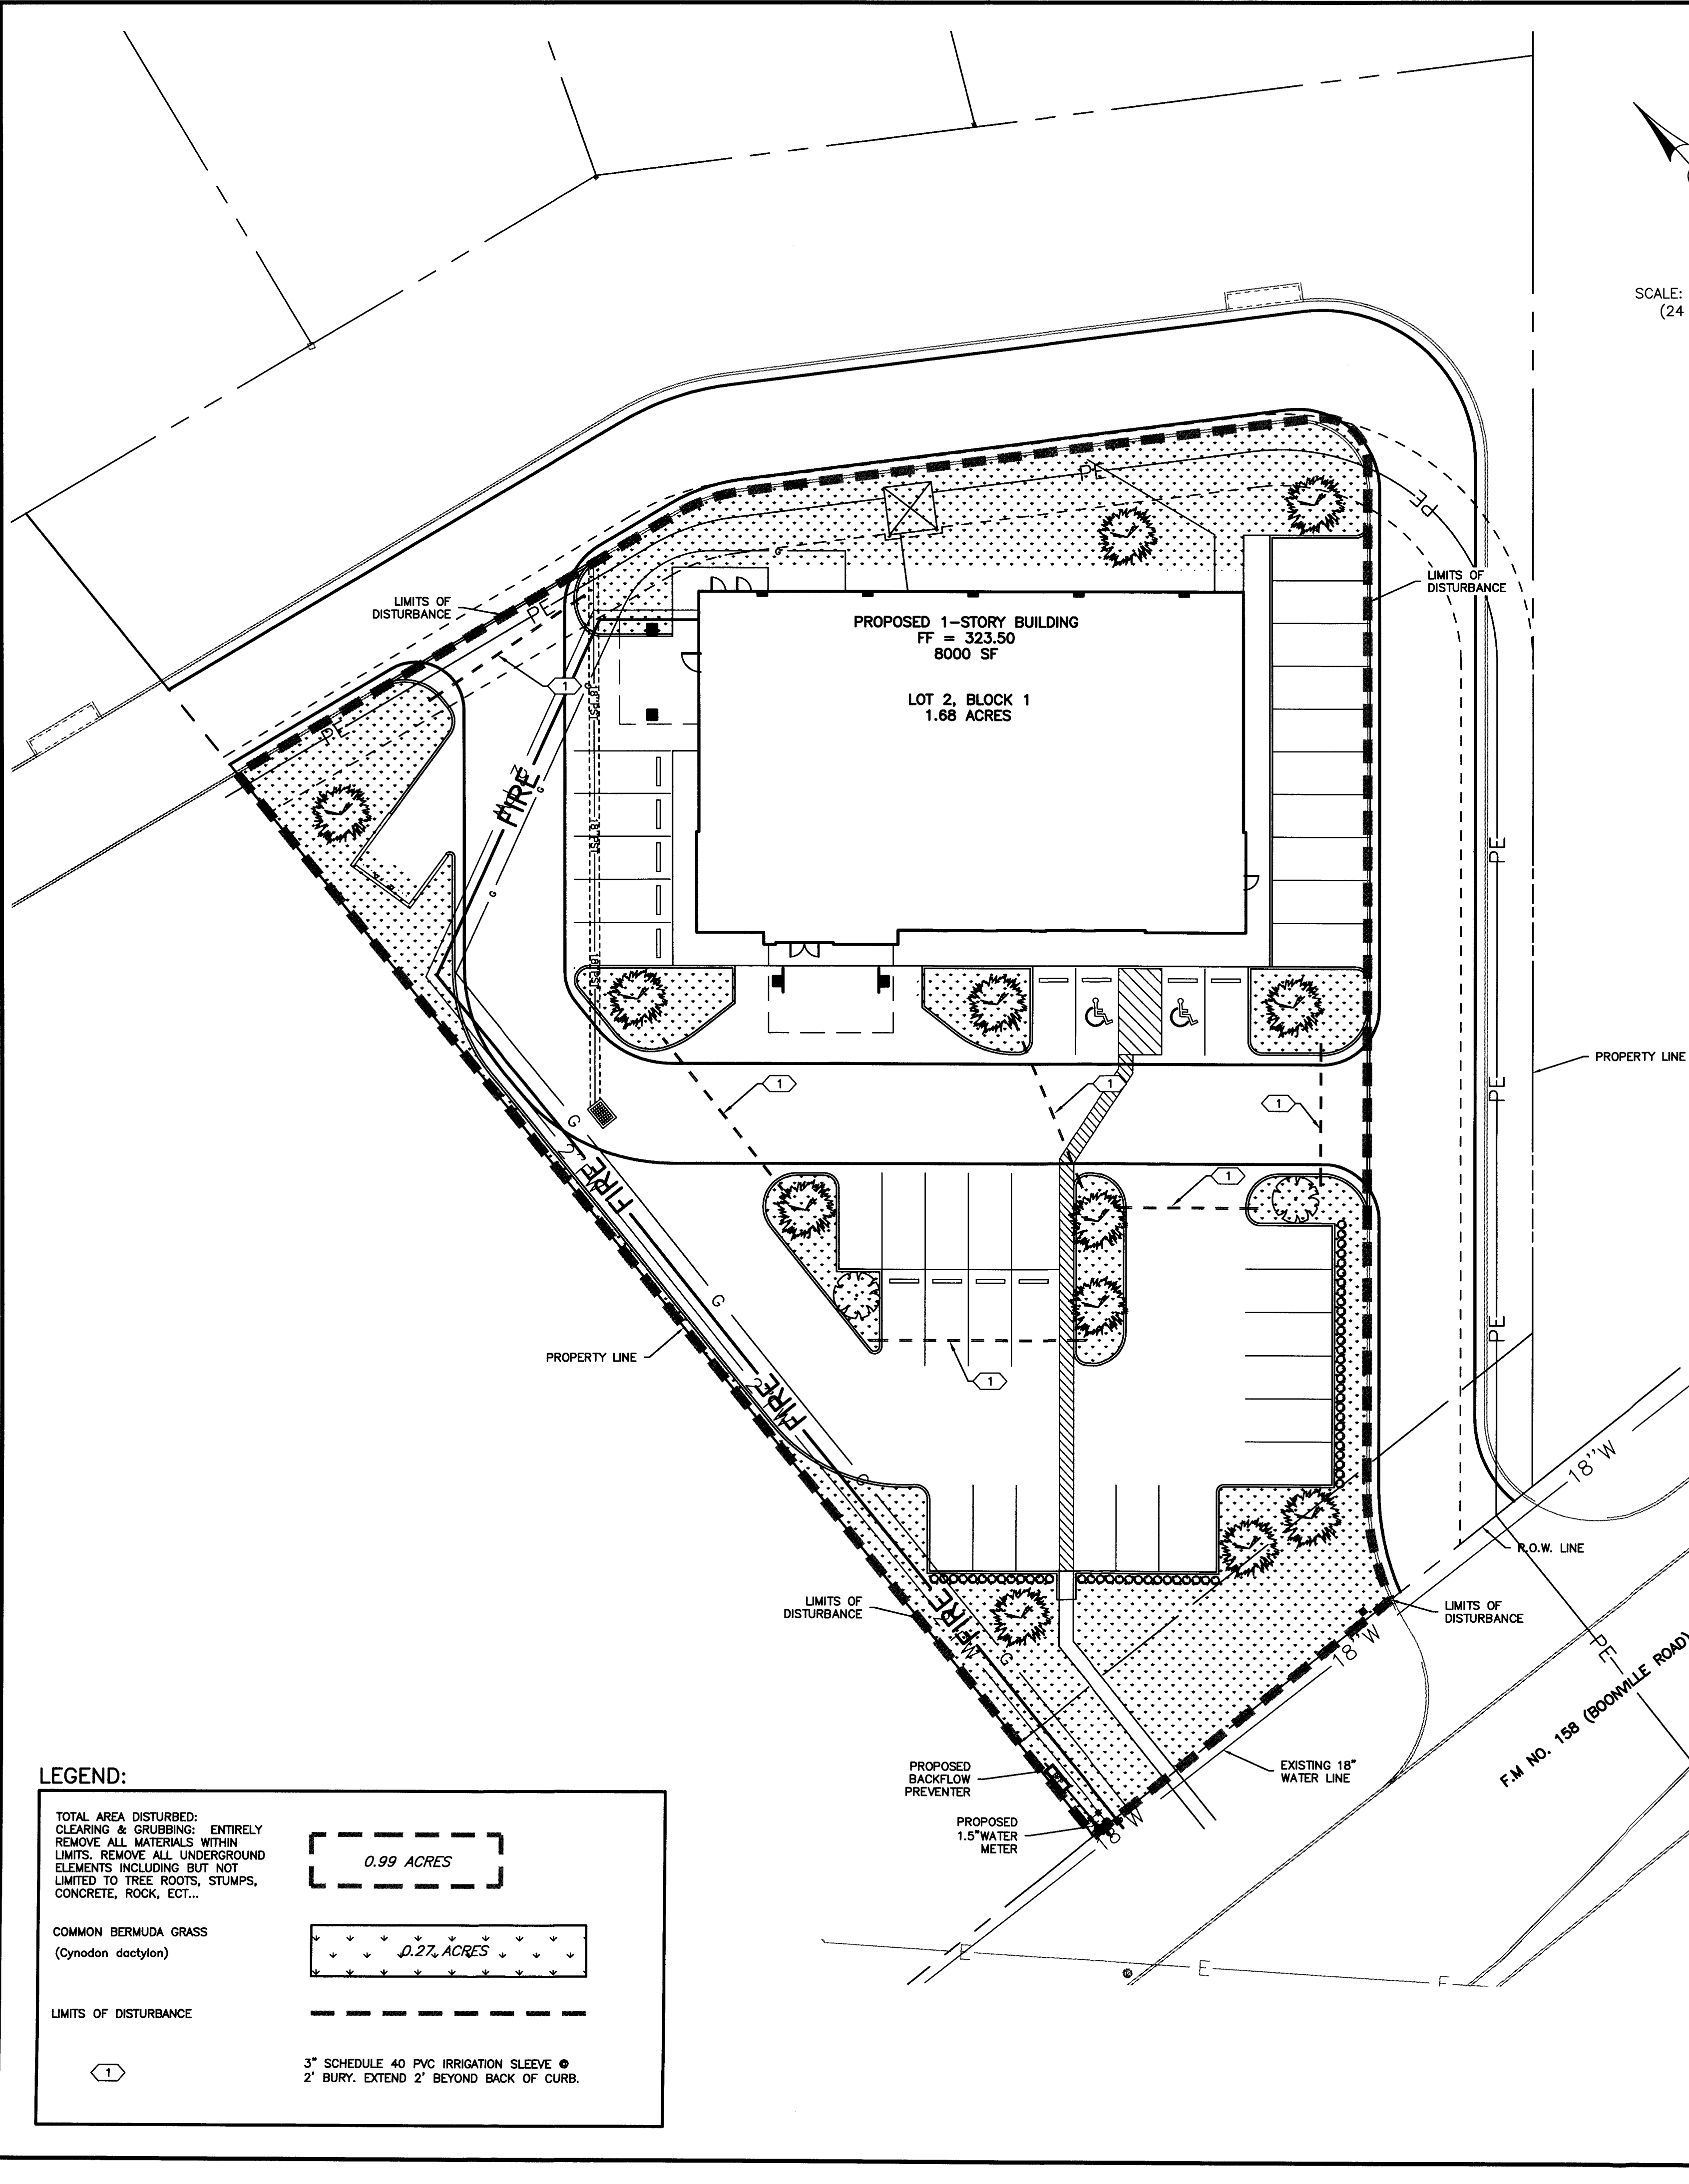 SCALE:
(24
LIMITS OF
DISTURBANCE
PE
PE
PE
PE
LIMITS OF
DISTURBANCE
PROPOSED 1-STORY BUILDING
FF = 323.50
8000 SF
LOT 2, BLOCK 1
1.68 ACRES
1
G
FIRE
G
G
PE
PROPERTY LINE
1
1
1
PE
G
FIRE
1
PROPERTY LINE
G
PE
FIRE
1
G
18"W
R.O.W. LINE
LIMITS OF
DISTURBANCE
FIRE
G
LIMITS OF
DISTURBANCE
18"W
PE
F.M NO. 158 (BOONVILLE ROAD)
PROPOSED
BACKFLOW
PREVENTER
EXISTING 18"
WATER LINE
PROPOSED
1.5"WATER
METER
E
E
E
LEGEND:
TOTAL AREA DISTURBED:
CLEARING & GRUBBING: ENTIRELY
REMOVE ALL MATERIALS WITHIN
LIMITS. REMOVE ALL UNDERGROUND
ELEMENTS INCLUDING BUT NOT
LIMITED TO TREE ROOTS, STUMPS,
CONCRETE, ROCK, ECT...
0.99 ACRES
COMMON BERMUDA GRASS
(Cynodon dactylon)
0.27 ACRES
LIMITS OF DISTURBANCE
1
3" SCHEDULE 40 PVC IRRIGATION SLEEVE @
2' BURY. EXTEND 2' BEYOND BACK OF CURB.